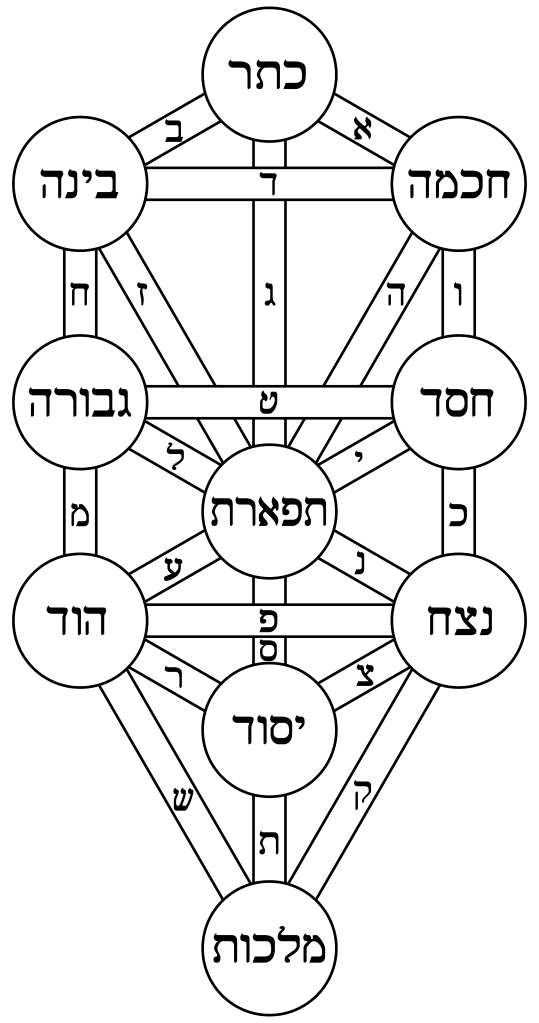 כתר
א
ב
חכמה
ד
בינה
ו
ה
ג
ז
ח
חסד
ט
גבורה
י
ל
תפארת
כ
מ
נ
ע
נצח
פ
הוד
ס
צ
ר
יסוד
ק
ש
ת
מלכות